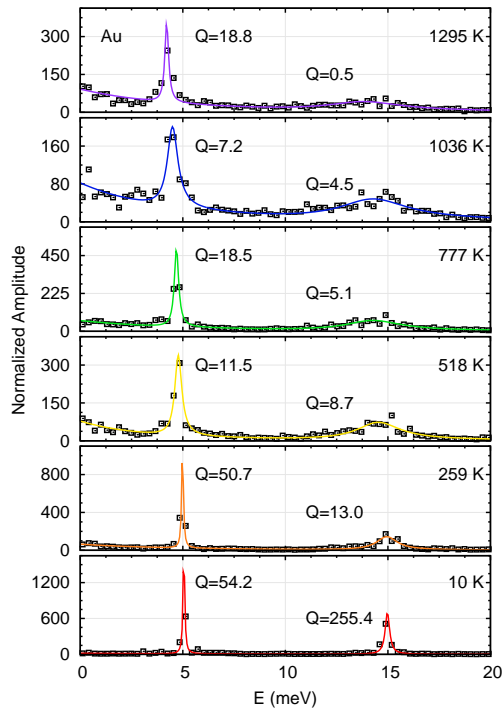 Au Q=18.8 1295 K
300
Q=0.5
150
0
Q=7.2 1036 K
160
Q=4.5
80
0
Q=18.5 777 K
450
Q=5.1
225
0
Q=11.5 518 K
300
Q=8.7
150
0
Q=50.7 259 K
800
Q=13.0
400
0
Q=54.2 10 K
1200
Q=255.4
600
0
0 5 10 15 20
E (meV)
Normalized Amplitude